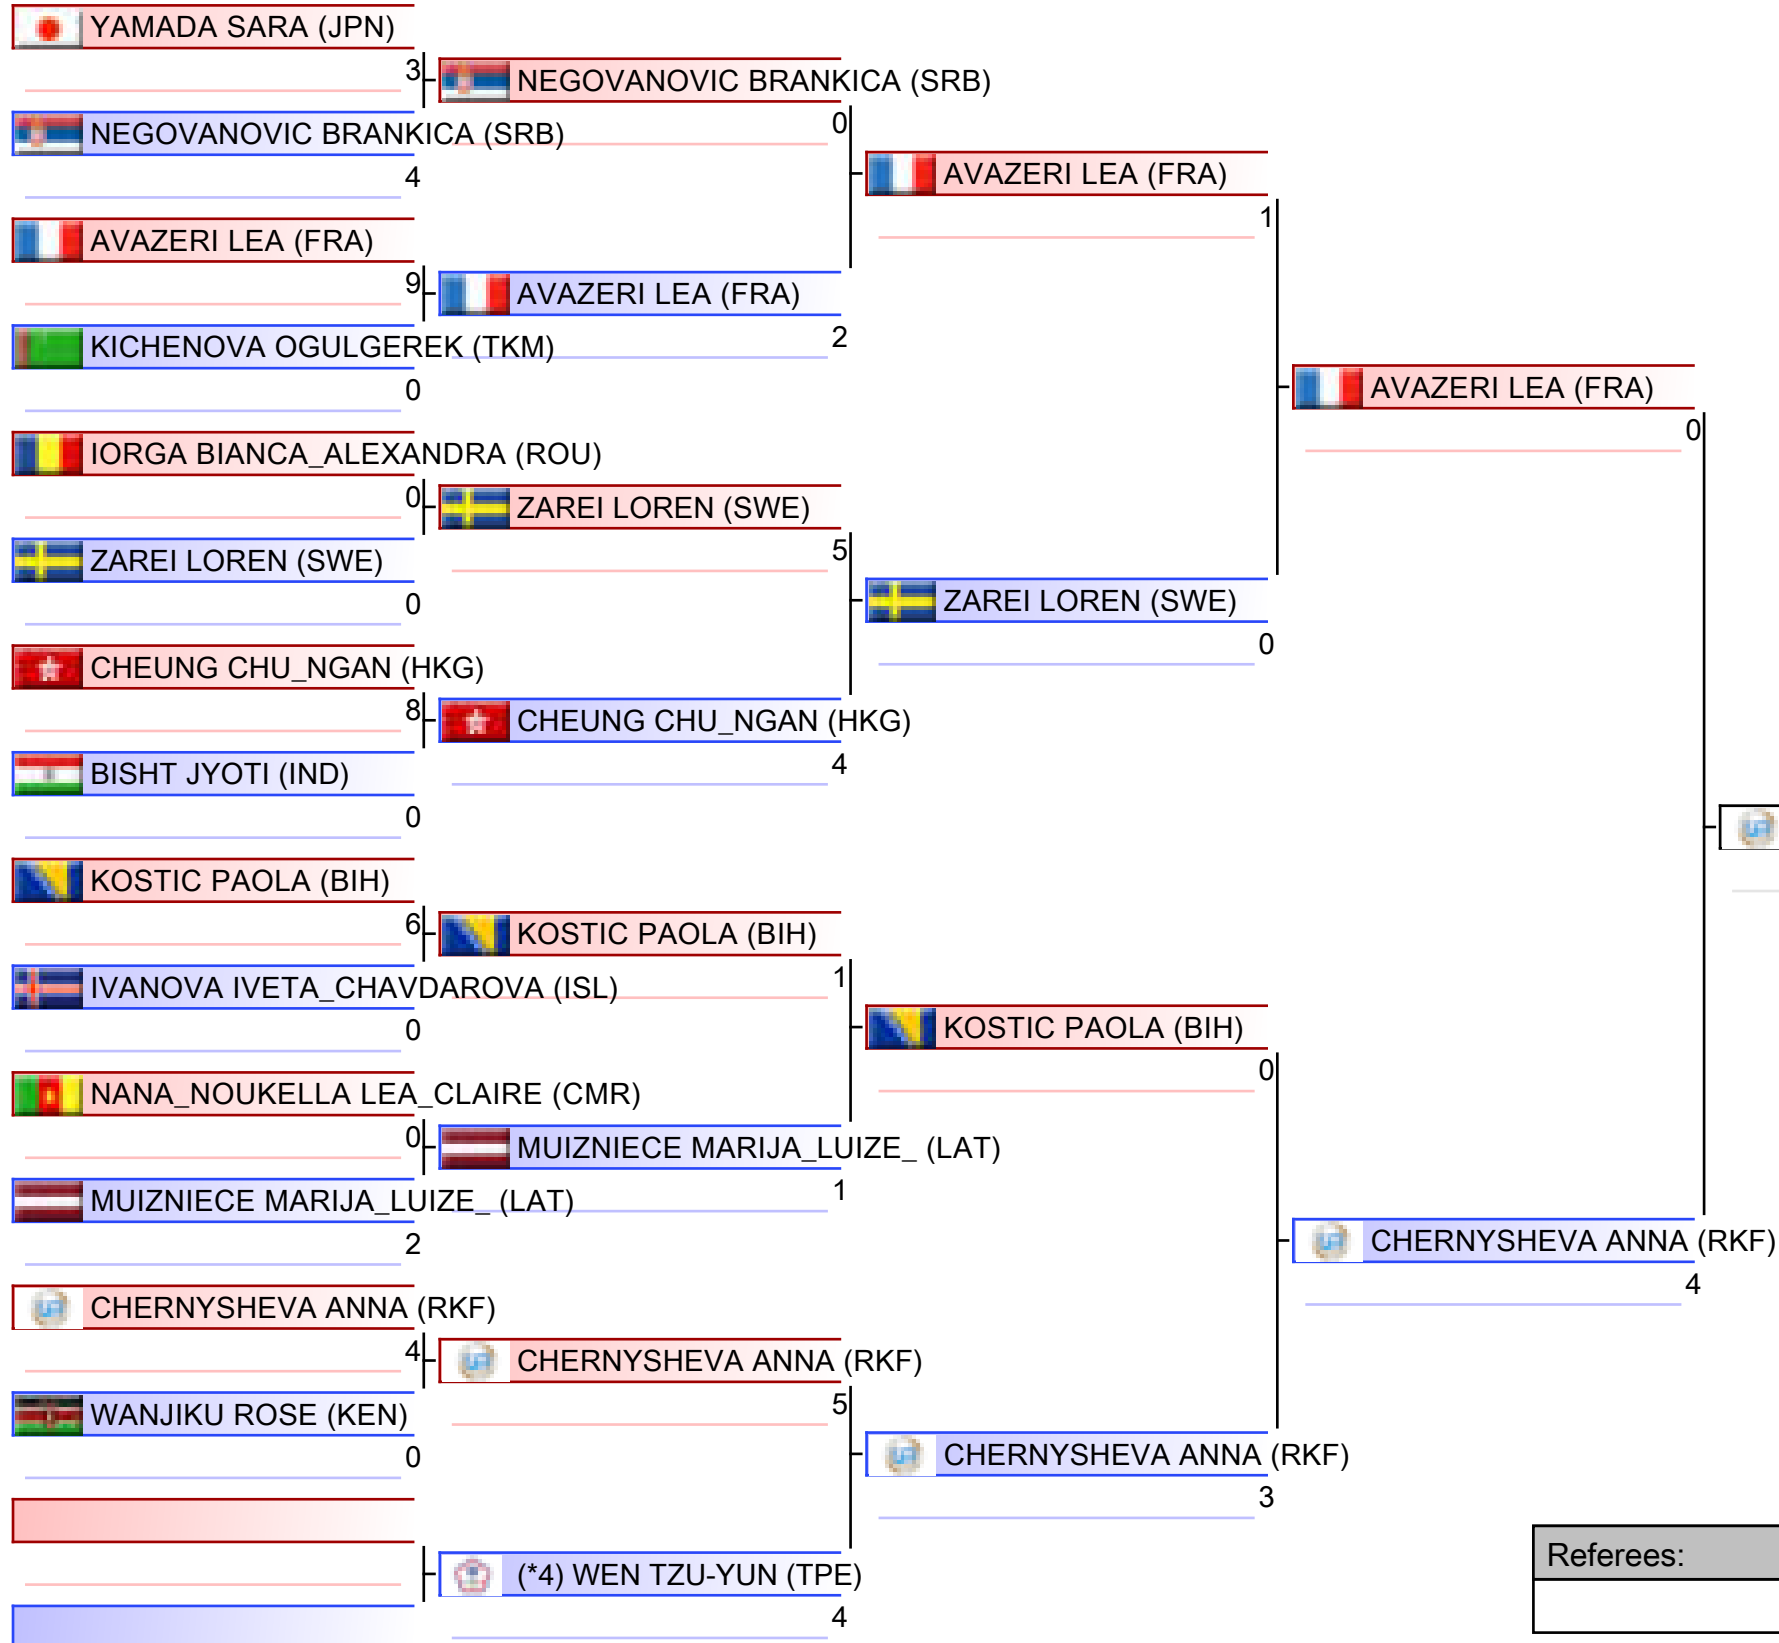 YAMADA SARA (JPN)
3
NEGOVANOVIC BRANKICA (SRB)
4
AVAZERI LEA (FRA)
9
KICHENOVA OGULGEREK (TKM)
0
IORGA BIANCA_ALEXANDRA (ROU)
0
ZAREI LOREN (SWE)
0
CHEUNG CHU_NGAN (HKG)
8
BISHT JYOTI (IND)
0
KOSTIC PAOLA (BIH)
6
IVANOVA IVETA_CHAVDAROVA (ISL)
0
NANA_NOUKELLA LEA_CLAIRE (CMR)
0
MUIZNIECE MARIJA_LUIZE_ (LAT)
2
CHERNYSHEVA ANNA (RKF)
4
WANJIKU ROSE (KEN)
0
NEGOVANOVIC BRANKICA (SRB)
0
AVAZERI LEA (FRA)
2
ZAREI LOREN (SWE)
5
CHEUNG CHU_NGAN (HKG)
4
KOSTIC PAOLA (BIH)
1
MUIZNIECE MARIJA_LUIZE_ (LAT)
1
CHERNYSHEVA ANNA (RKF)
5
(*4) WEN TZU-YUN (TPE)
4
AVAZERI LEA (FRA)
1
ZAREI LOREN (SWE)
0
KOSTIC PAOLA (BIH)
0
CHERNYSHEVA ANNA (RKF)
3
AVAZERI LEA (FRA)
0
CHERNYSHEVA ANNA (RKF)
4
Referees: